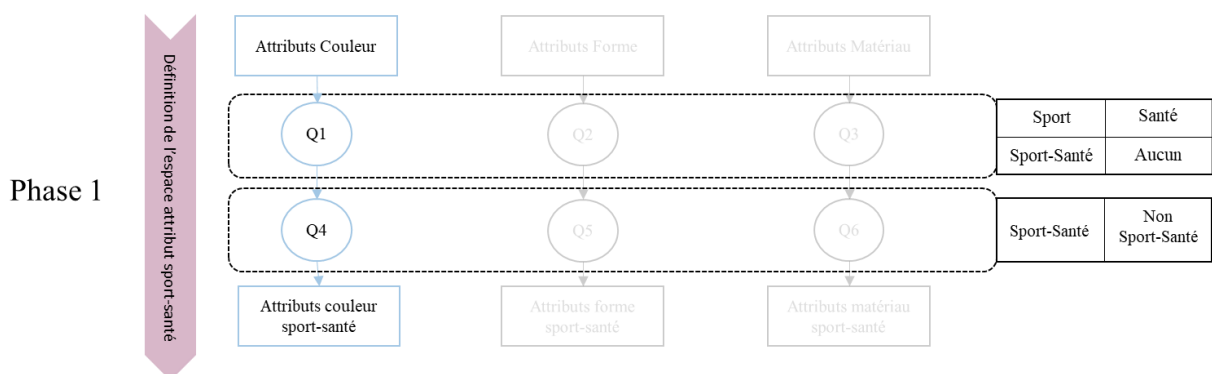 Phase 1
Définition de l'espace attribut sport-santé
Attributs Couleur
Attributs Forme
Attributs Matériau
Q1
Q2
Q3
Sport
Santé
Sport-Santé
Aucun
Q4
Q5
Q6
Sport-Santé
Non
Sport-Santé
Attributs couleur
sport-santé
Attributs forme
sport-santé
Attributs matériau
sport-santé